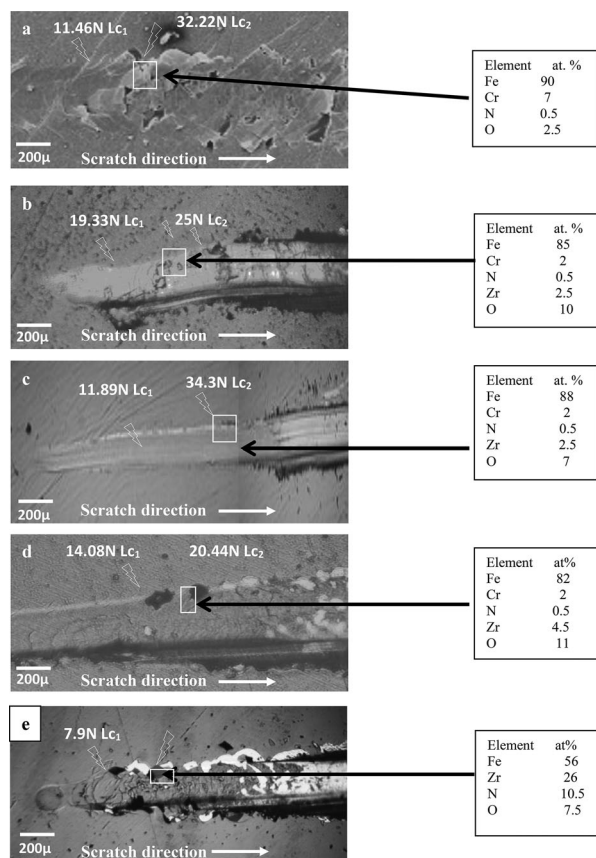 a
11.46N Lc₁
32.22N Lc₂
200µ
Scratch direction
Element at. %
Fe 90
Cr 7
N 0.5
O 2.5
b
19.33N Lc₁
25N Lc₂
200µ
Scratch direction
Element at. %
Fe 85
Cr 2
N 0.5
Zr 2.5
O 10
c
11.89N Lc₁
34.3N Lc₂
200µ
Scratch direction
Element at. %
Fe 88
Cr 2
N 0.5
Zr 2.5
O 7
d
14.08N Lc₁
20.44N Lc₂
200µ
Scratch direction
Element at%
Fe 82
Cr 2
N 0.5
Zr 4.5
O 11
e
7.9N Lc₁
200µ
Scratch direction
Element at%
Fe 56
Zr 26
N 10.5
O 7.5